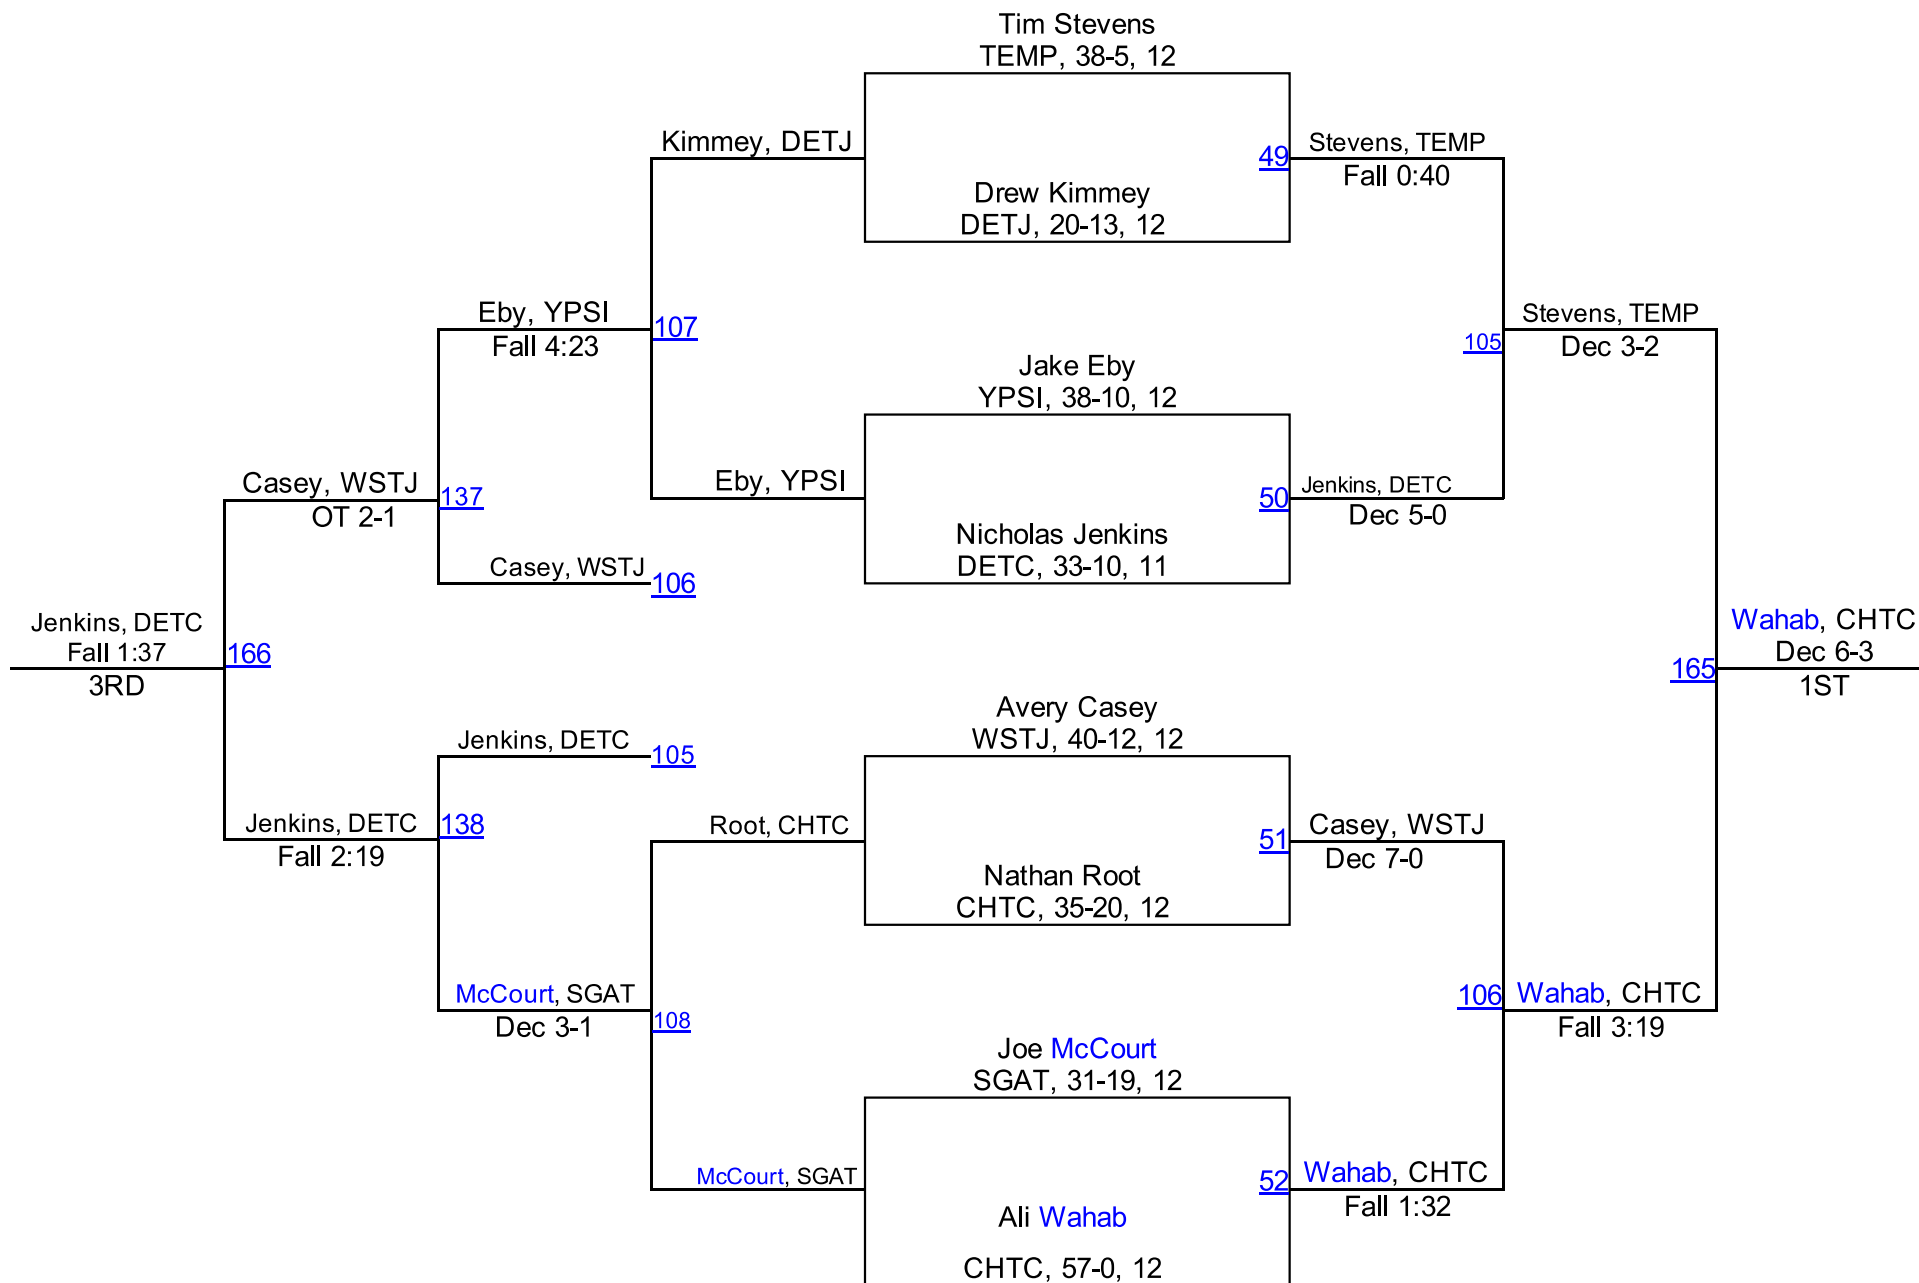 Tim Stevens
TEMP, 38-5, 12
Kimmey, DETJ
49
Stevens, TEMP
Fall 0:40
Drew Kimmey
DETJ, 20-13, 12
Eby, YPSI
Fall 4:23
107
Stevens, TEMP
Dec 3-2
105
Jake Eby
YPSI, 38-10, 12
Casey, WSTJ
OT 2-1
137
Eby, YPSI
50
Jenkins, DETC
Dec 5-0
Nicholas Jenkins
DETC, 33-10, 11
Casey, WSTJ
106
Jenkins, DETC
Fall 1:37
3RD
166
Wahab, CHTC
Dec 6-3
1ST
165
Avery Casey
WSTJ, 40-12, 12
Jenkins, DETC
105
Jenkins, DETC
Fall 2:19
138
Root, CHTC
51
Casey, WSTJ
Dec 7-0
Nathan Root
CHTC, 35-20, 12
McCourt, SGAT
Dec 3-1
108
106
Wahab, CHTC
Fall 3:19
Joe McCourt
SGAT, 31-19, 12
McCourt, SGAT
52
Wahab, CHTC
Fall 1:32
Ali Wahab
CHTC, 57-0, 12